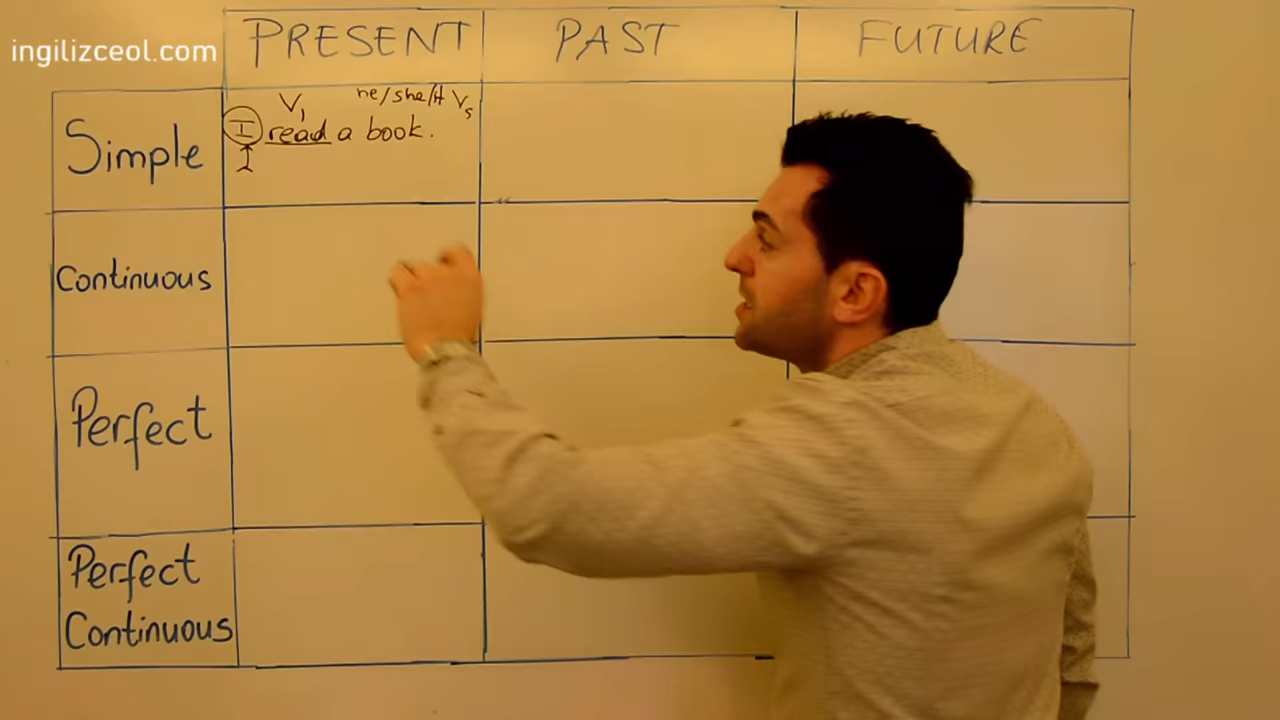 ingilizceol.com
PRESENT PAST FUTURE
V1 he/she/it Vs
Simple I read a book.
I
Continuous
Perfect
Perfect
Continuous